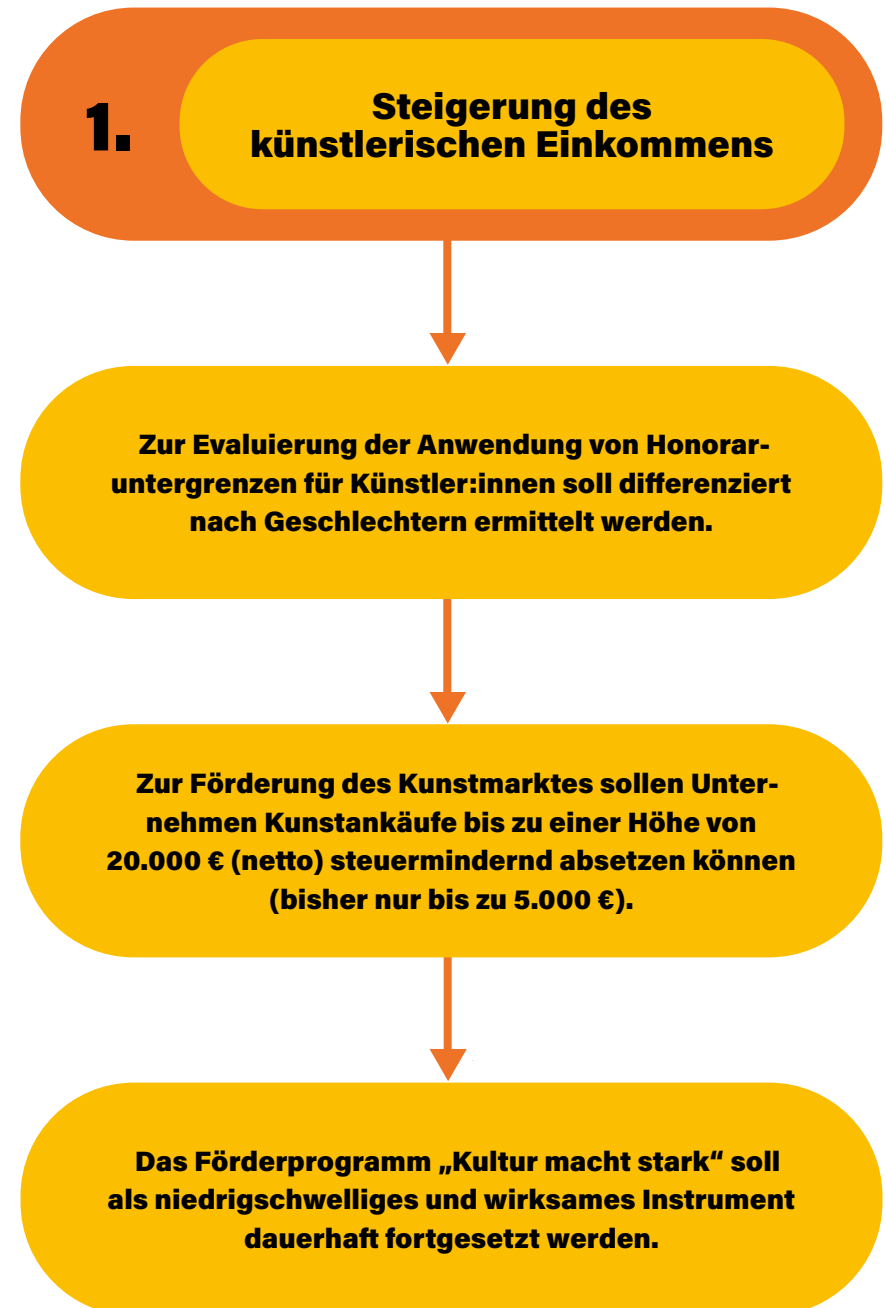 1.
Steigerung des
künstlerischen Einkommens
Zur Evaluierung der Anwendung von Honorar-
untergrenzen für Künstler:innen soll differenziert
nach Geschlechtern ermittelt werden.
Zur Förderung des Kunstmarktes sollen Unter-
nehmen Kunstankäufe bis zu einer Höhe von
20.000 € (netto) steuermindernd absetzen können
(bisher nur bis zu 5.000 €).
Das Förderprogramm „Kultur macht stark“ soll
als niedrigschwelliges und wirksames Instrument
dauerhaft fortgesetzt werden.